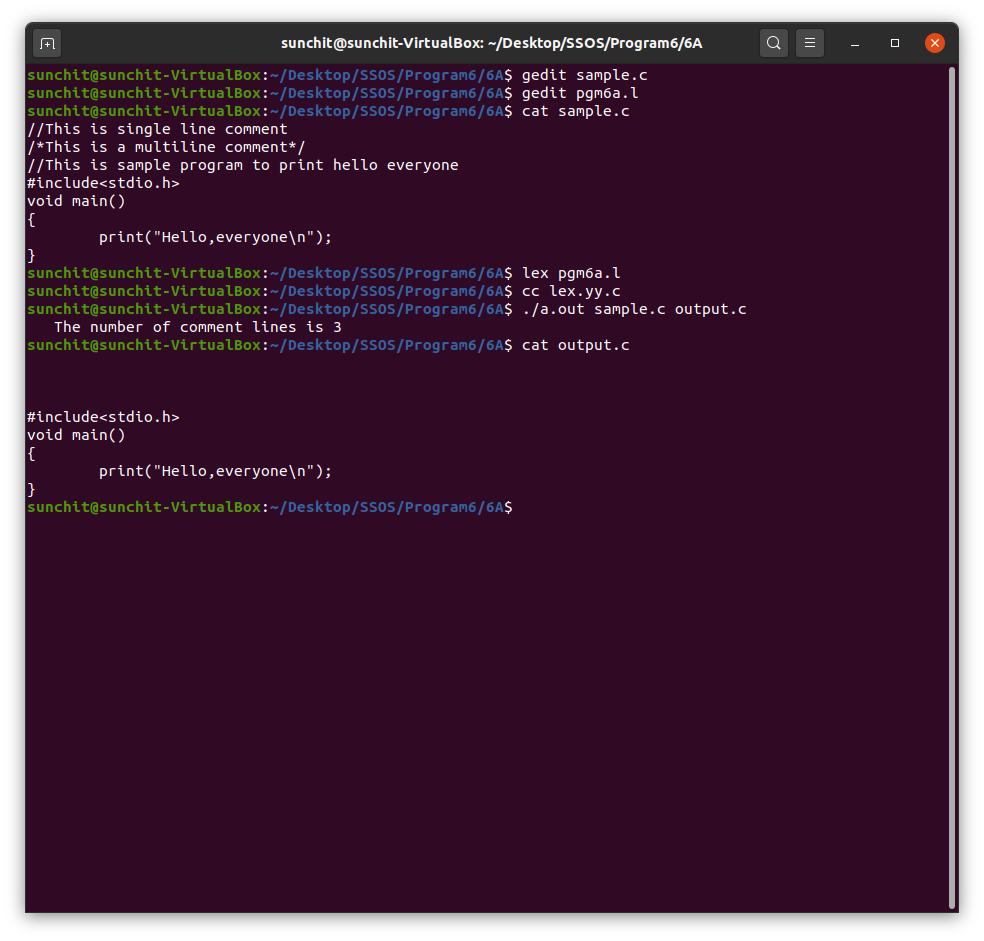 sunchit@sunchit-VirtualBox: ~/Desktop/SSOS/Program6/6A
sunchit@sunchit-VirtualBox:~/Desktop/SSOS/Program6/6A$ gedit sample.c
sunchit@sunchit-VirtualBox:~/Desktop/SSOS/Program6/6A$ gedit pgm6a.l
sunchit@sunchit-VirtualBox:~/Desktop/SSOS/Program6/6A$ cat sample.c
//This is single line comment
/*This is a multiline comment*/
//This is sample program to print hello everyone
#include<stdio.h>
void main()
{
        print("Hello,everyone\n");
}
sunchit@sunchit-VirtualBox:~/Desktop/SSOS/Program6/6A$ lex pgm6a.l
sunchit@sunchit-VirtualBox:~/Desktop/SSOS/Program6/6A$ cc lex.yy.c
sunchit@sunchit-VirtualBox:~/Desktop/SSOS/Program6/6A$ ./a.out sample.c output.c
   The number of comment lines is 3
sunchit@sunchit-VirtualBox:~/Desktop/SSOS/Program6/6A$ cat output.c
#include<stdio.h>
void main()
{
        print("Hello,everyone\n");
}
sunchit@sunchit-VirtualBox:~/Desktop/SSOS/Program6/6A$